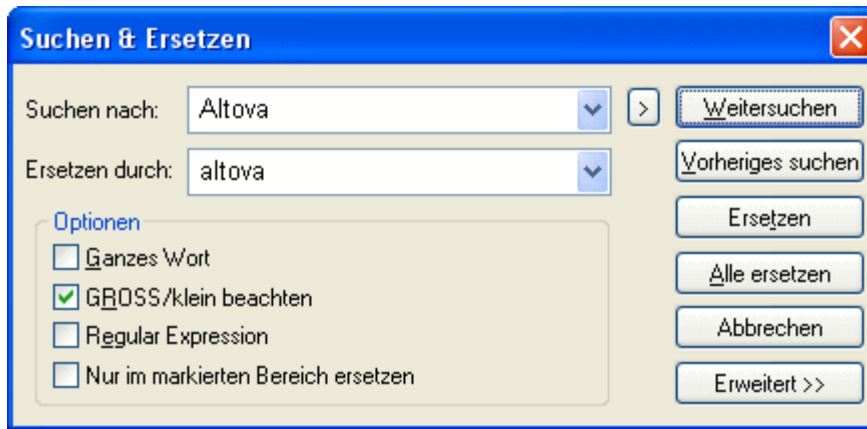 Suchen & Ersetzen
Suchen nach: Altova > Weitersuchen
Vorheriges suchen
Ersetzen durch: altova
Ersetzen
Optionen
Ganzes Wort
Alle ersetzen
GROSS/klein beachten
Abbrechen
Regular Expression
Nur im markierten Bereich ersetzen
Erweitert >>